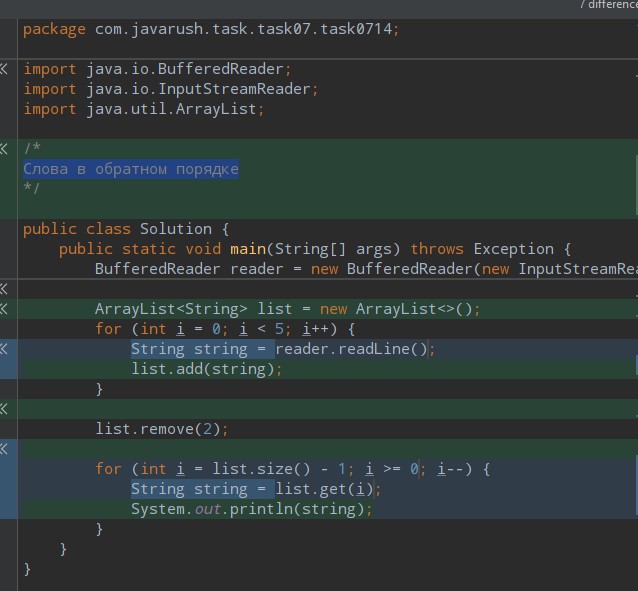 7 difference
package com.javarush.task.task07.task0714;
import java.io.BufferedReader;
import java.io.InputStreamReader;
import java.util.ArrayList;
/*
Слова в обратном порядке
*/
public class Solution {
public static void main(String[] args) throws Exception {
BufferedReader reader = new BufferedReader(new InputStreamRea
ArrayList<String> list = new ArrayList<>();
for (int i = 0; i < 5; i++) {
String string = reader.readLine();
list.add(string);
}
list.remove(2);
for (int i = list.size() - 1; i >= 0; i--) {
String string = list.get(i);
System.out.println(string);
}
}
}